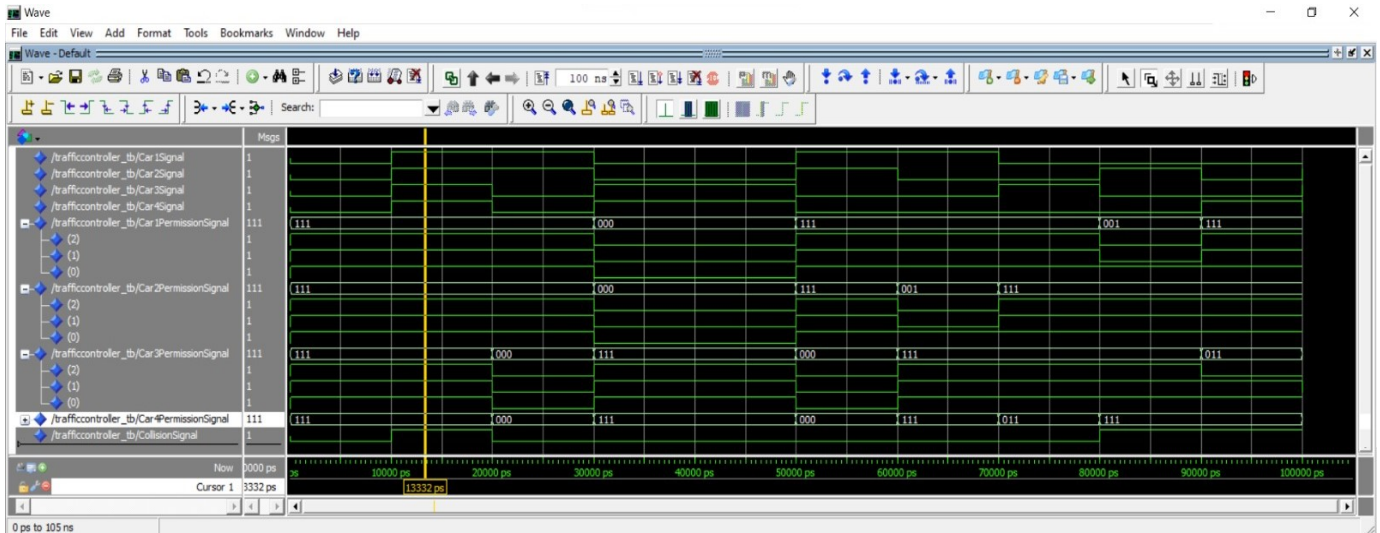 Wave
File Edit View Add Format Tools Bookmarks Window Help
Wave - Default
100 ns
Search:
Msgs
/trafficcontroller_tb/Car1Signal 1
/trafficcontroller_tb/Car2Signal 1
/trafficcontroller_tb/Car3Signal 1
/trafficcontroller_tb/Car4Signal 1
/trafficcontroller_tb/Car1PermissionSignal 111 111 000 111 001 111
(2) 1
(1) 1
(0) 1
/trafficcontroller_tb/Car2PermissionSignal 111 111 000 111 001 111
(2) 1
(1) 1
(0) 1
/trafficcontroller_tb/Car3PermissionSignal 111 111 000 111 000 111 011
(2) 1
(1) 1
(0) 1
/trafficcontroller_tb/Car4PermissionSignal 111 111 000 111 000 111 011 111
/trafficcontroller_tb/CollisionSignal 1
Now 0000 ps ps 10000 ps 20000 ps 30000 ps 40000 ps 50000 ps 60000 ps 70000 ps 80000 ps 90000 ps 100000 ps
Cursor 1 3332 ps 13332 ps
0 ps to 105 ns